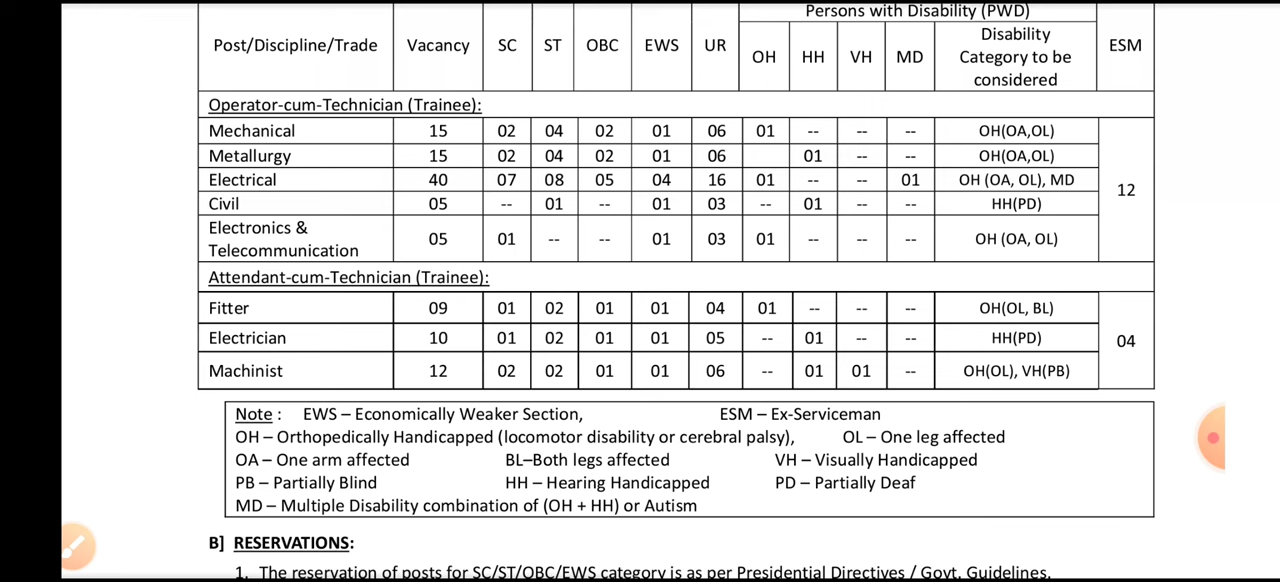 Persons with Disability (PWD)
Post/Discipline/Trade Vacancy SC ST OBC EWS UR OH HH VH MD Disability Category to be considered ESM
Operator-cum-Technician (Trainee):
Mechanical 15 02 04 02 01 06 01 -- -- -- OH(OA,OL)
Metallurgy 15 02 04 02 01 06 01 -- -- OH(OA,OL)
Electrical 40 07 08 05 04 16 01 -- -- 01 OH (OA, OL), MD
12
Civil 05 -- 01 -- 01 03 -- 01 -- -- HH(PD)
Electronics &
Telecommunication 05 01 -- -- 01 03 01 -- -- -- OH (OA, OL)
Attendant-cum-Technician (Trainee):
Fitter 09 01 02 01 01 04 01 -- -- -- OH(OL, BL)
Electrician 10 01 02 01 01 05 -- 01 -- -- HH(PD) 04
Machinist 12 02 02 01 01 06 -- 01 01 -- OH(OL), VH(PB)
Note : EWS – Economically Weaker Section, ESM – Ex-Serviceman
OH – Orthopedically Handicapped (locomotor disability or cerebral palsy), OL – One leg affected
OA – One arm affected BL–Both legs affected VH – Visually Handicapped
PB – Partially Blind HH – Hearing Handicapped PD – Partially Deaf
MD – Multiple Disability combination of (OH + HH) or Autism
B] RESERVATIONS:
1. The reservation of posts for SC/ST/OBC/EWS category is as per Presidential Directives / Govt. Guidelines.